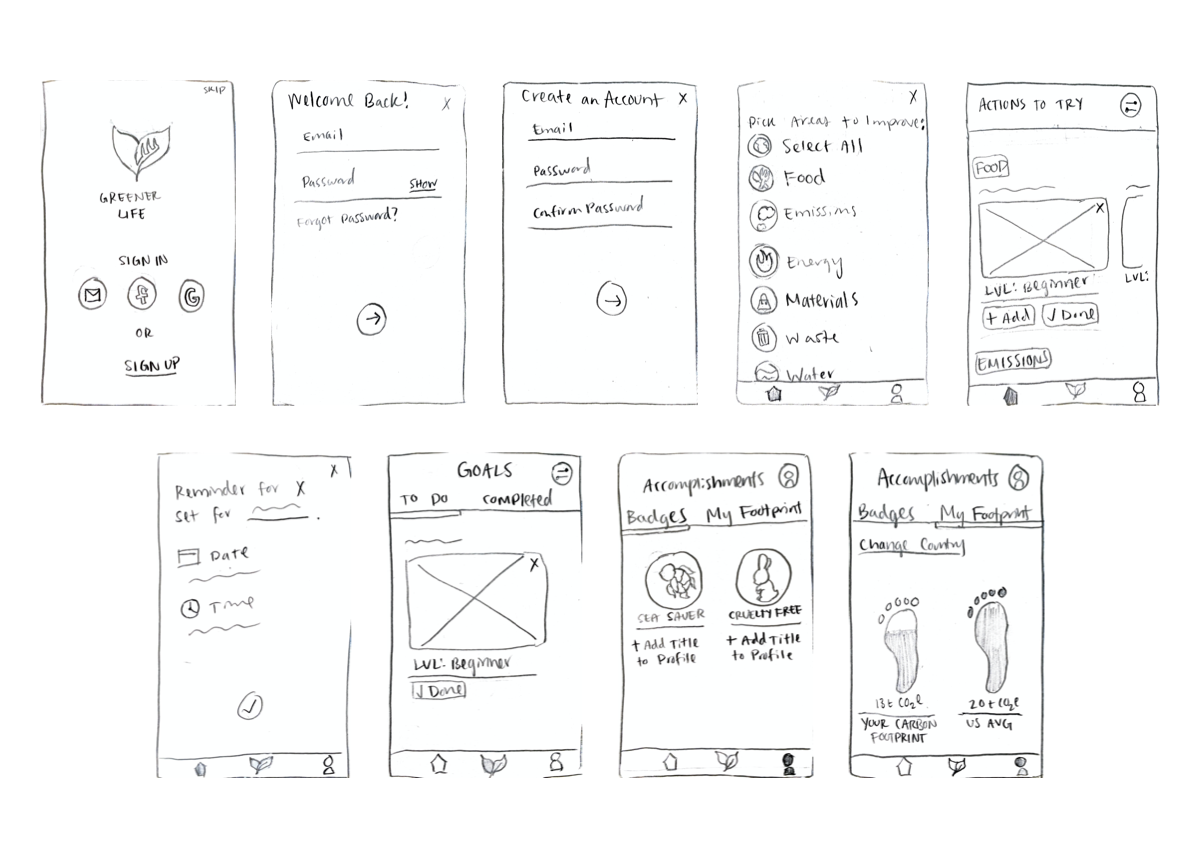 SKIP
GREENER
LIFE
SIGN IN
G
OR
SIGN UP
Welcome Back!
X
Email
Password
SHOW
Forgot Password?
Create an Account
X
Email
Password
Confirm Password
X
Pick Areas to Improve:
Select All
Food
Emissions
Energy
Materials
Waste
Water
ACTIONS TO TRY
FOOD
X
LVL: Beginner
LVL:
+ Add
✓ Done
EMISSIONS
X
Reminder for X
set for
.
Date
Time
GOALS
TO DO
COMPLETED
X
LVL: Beginner
✓ Done
Accomplishments
Badges
My Footprint
SEA SAVER
CRUELTY FREE
+ Add Title
to Profile
+ Add Title
to Profile
Accomplishments
Badges
My Footprint
Change Country
13t CO2e
YOUR CARBON
FOOTPRINT
20t CO2e
US AVG